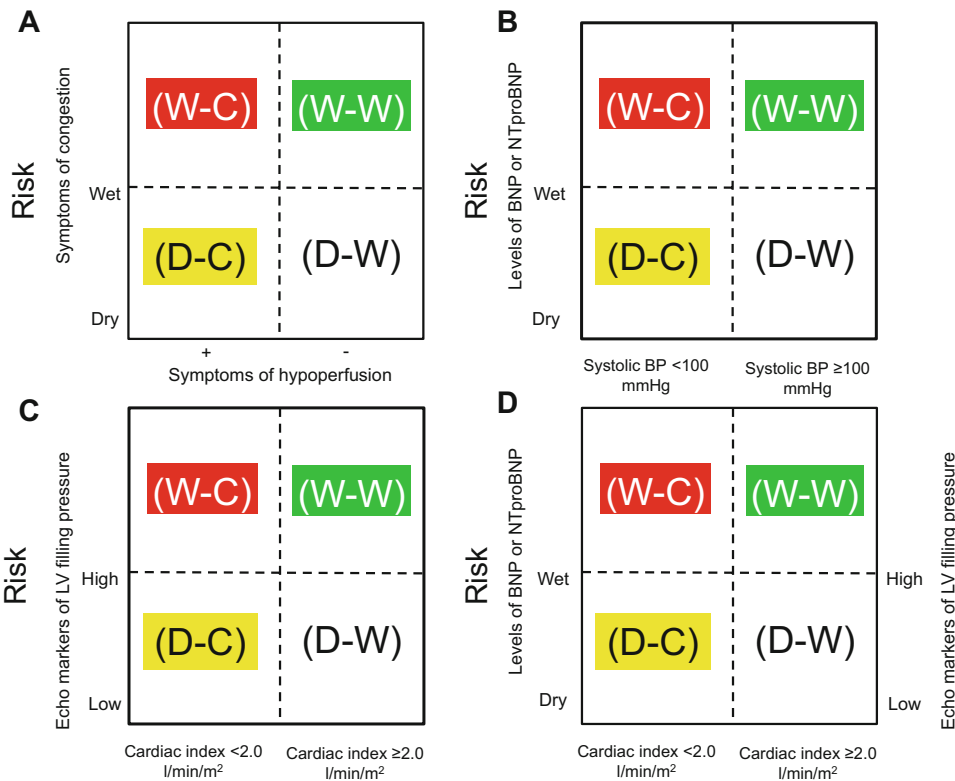 A
Risk
Symptoms of congestion
(W-C)
(W-W)
Wet
(D-C)
(D-W)
Dry
+
-
Symptoms of hypoperfusion
B
Risk
Levels of BNP or NTproBNP
(W-C)
(W-W)
Wet
(D-C)
(D-W)
Dry
Systolic BP <100
mmHg
Systolic BP ≥100
mmHg
C
Risk
Echo markers of LV filling pressure
(W-C)
(W-W)
High
(D-C)
(D-W)
Low
Cardiac index <2.0
l/min/m²
Cardiac index ≥2.0
l/min/m²
D
Risk
Levels of BNP or NTproBNP
(W-C)
(W-W)
Wet
High
(D-C)
(D-W)
Dry
Low
Echo markers of LV filling pressure
Cardiac index <2.0
l/min/m²
Cardiac index ≥2.0
l/min/m²